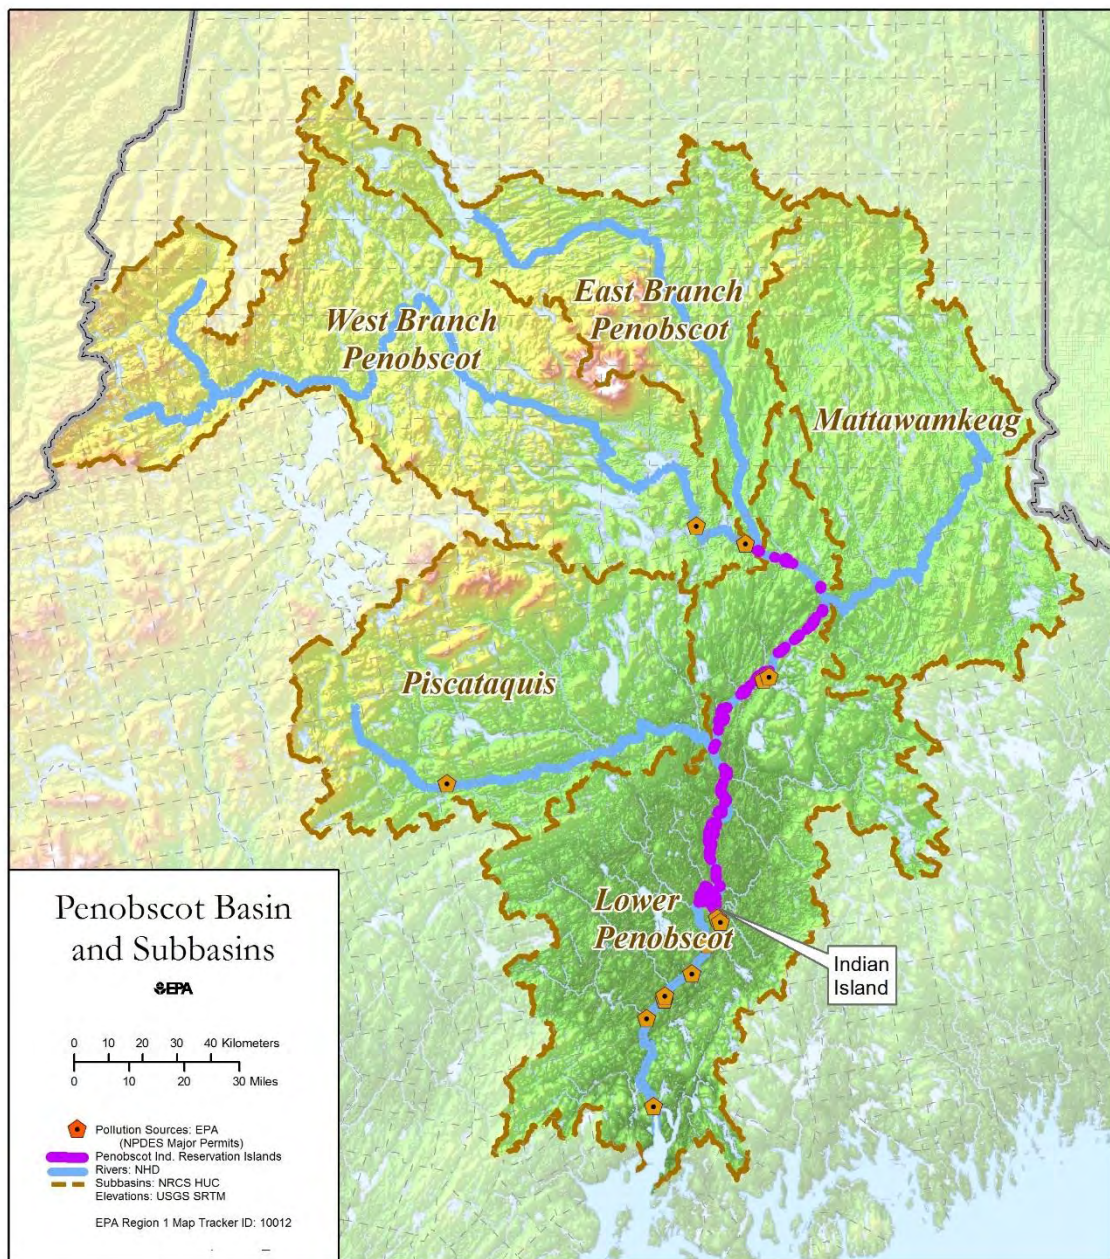 East Branch
Penobscot
West Branch
Penobscot
Mattawamkeag
Piscataquis
Lower
Penobscot
Indian
Island
Penobscot Basin
and Subbasins
EPA
0 10 20 30 40 Kilometers
0 10 20 30 Miles
Pollution Sources: EPA
(NPDES Major Permits)
Penobscot Ind. Reservation Islands
Rivers: NHD
Subbasins: NRCS HUC
Elevations: USGS SRTM
EPA Region 1 Map Tracker ID: 10012